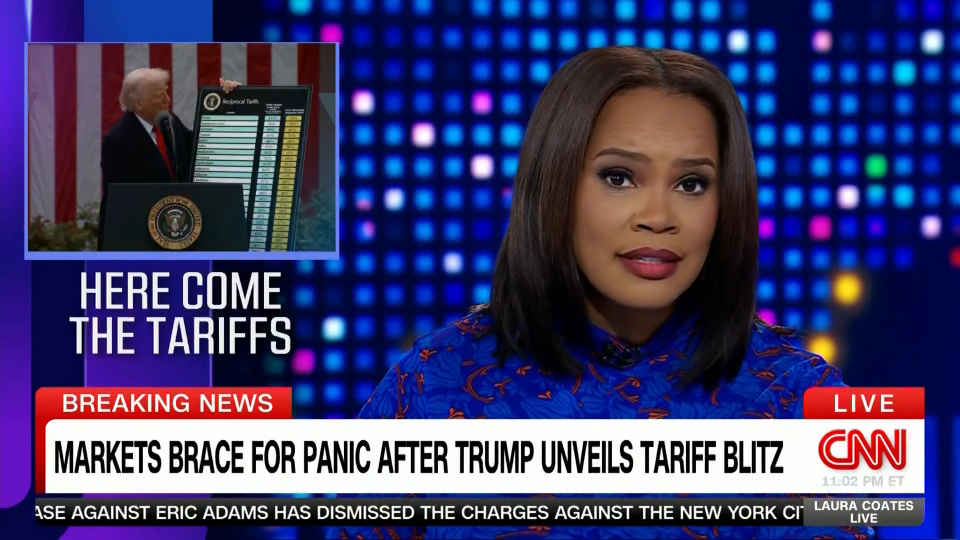 Reciprocal Tariffs
HERE COME
THE TARIFFS
BREAKING NEWS
LIVE
MARKETS BRACE FOR PANIC AFTER TRUMP UNVEILS TARIFF BLITZ
CNN
11:02 PM ET
ASE AGAINST ERIC ADAMS HAS DISMISSED THE CHARGES AGAINST THE NEW YORK CIT
LAURA COATES
LIVE